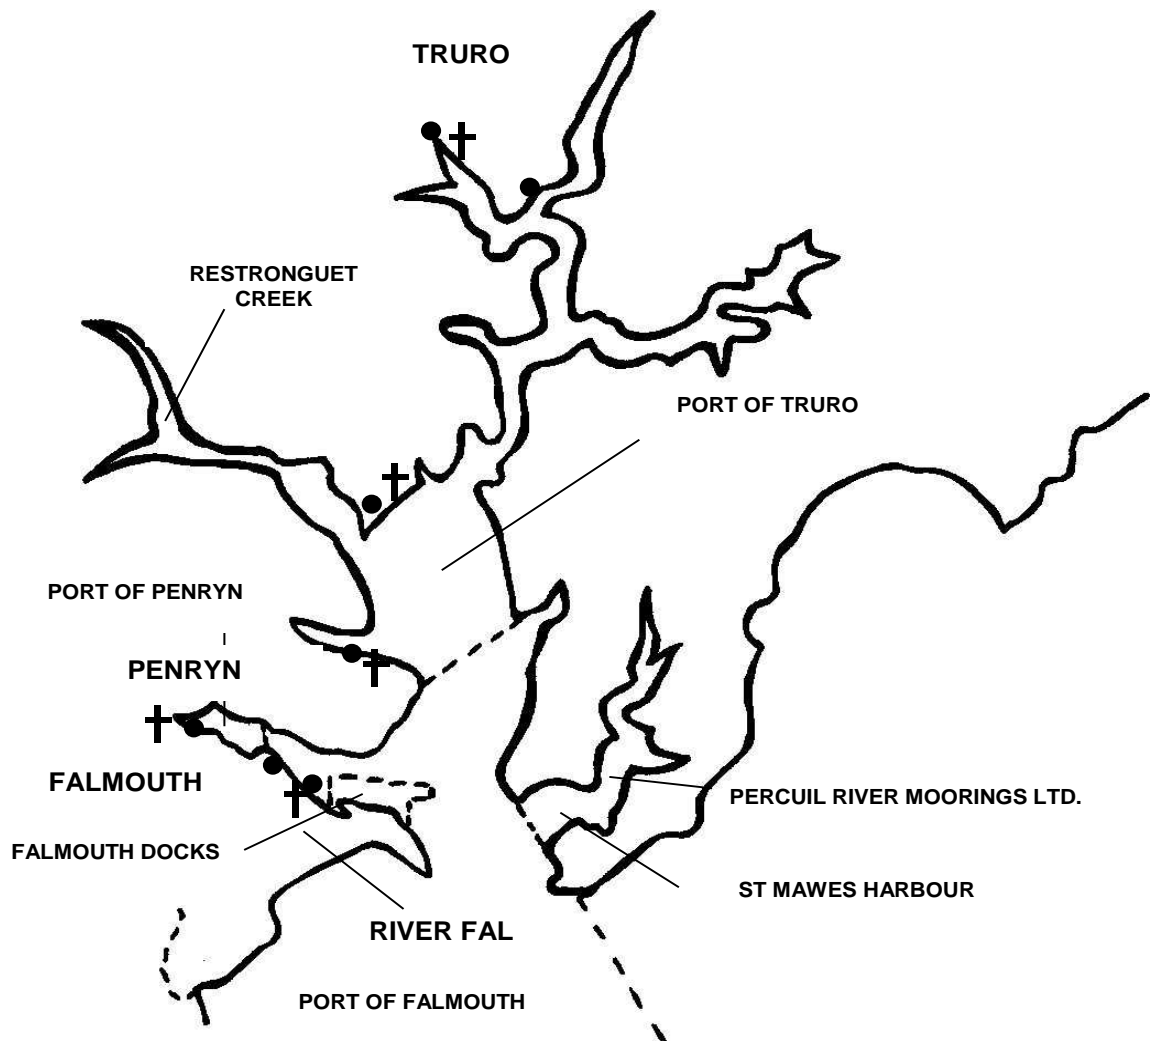 TRURO
RESTRONGUET
CREEK
PORT OF TRURO
PORT OF PENRYN
PENRYN
FALMOUTH
PERCUIL RIVER MOORINGS LTD.
FALMOUTH DOCKS
ST MAWES HARBOUR
RIVER FAL
PORT OF FALMOUTH